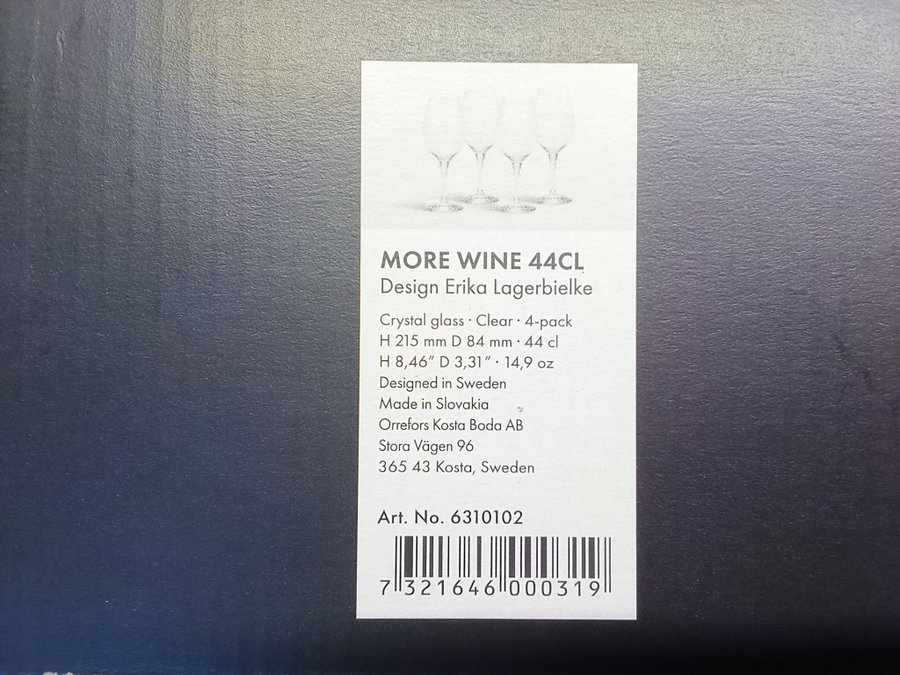 MORE WINE 44CL
Design Erika Lagerbielke
Crystal glass · Clear · 4-pack
H 215 mm D 84 mm · 44 cl
H 8,46” D 3,31” · 14,9 oz
Designed in Sweden
Made in Slovakia
Orrefors Kosta Boda AB
Stora Vägen 96
365 43 Kosta, Sweden
Art. No. 6310102
7 321646 000319